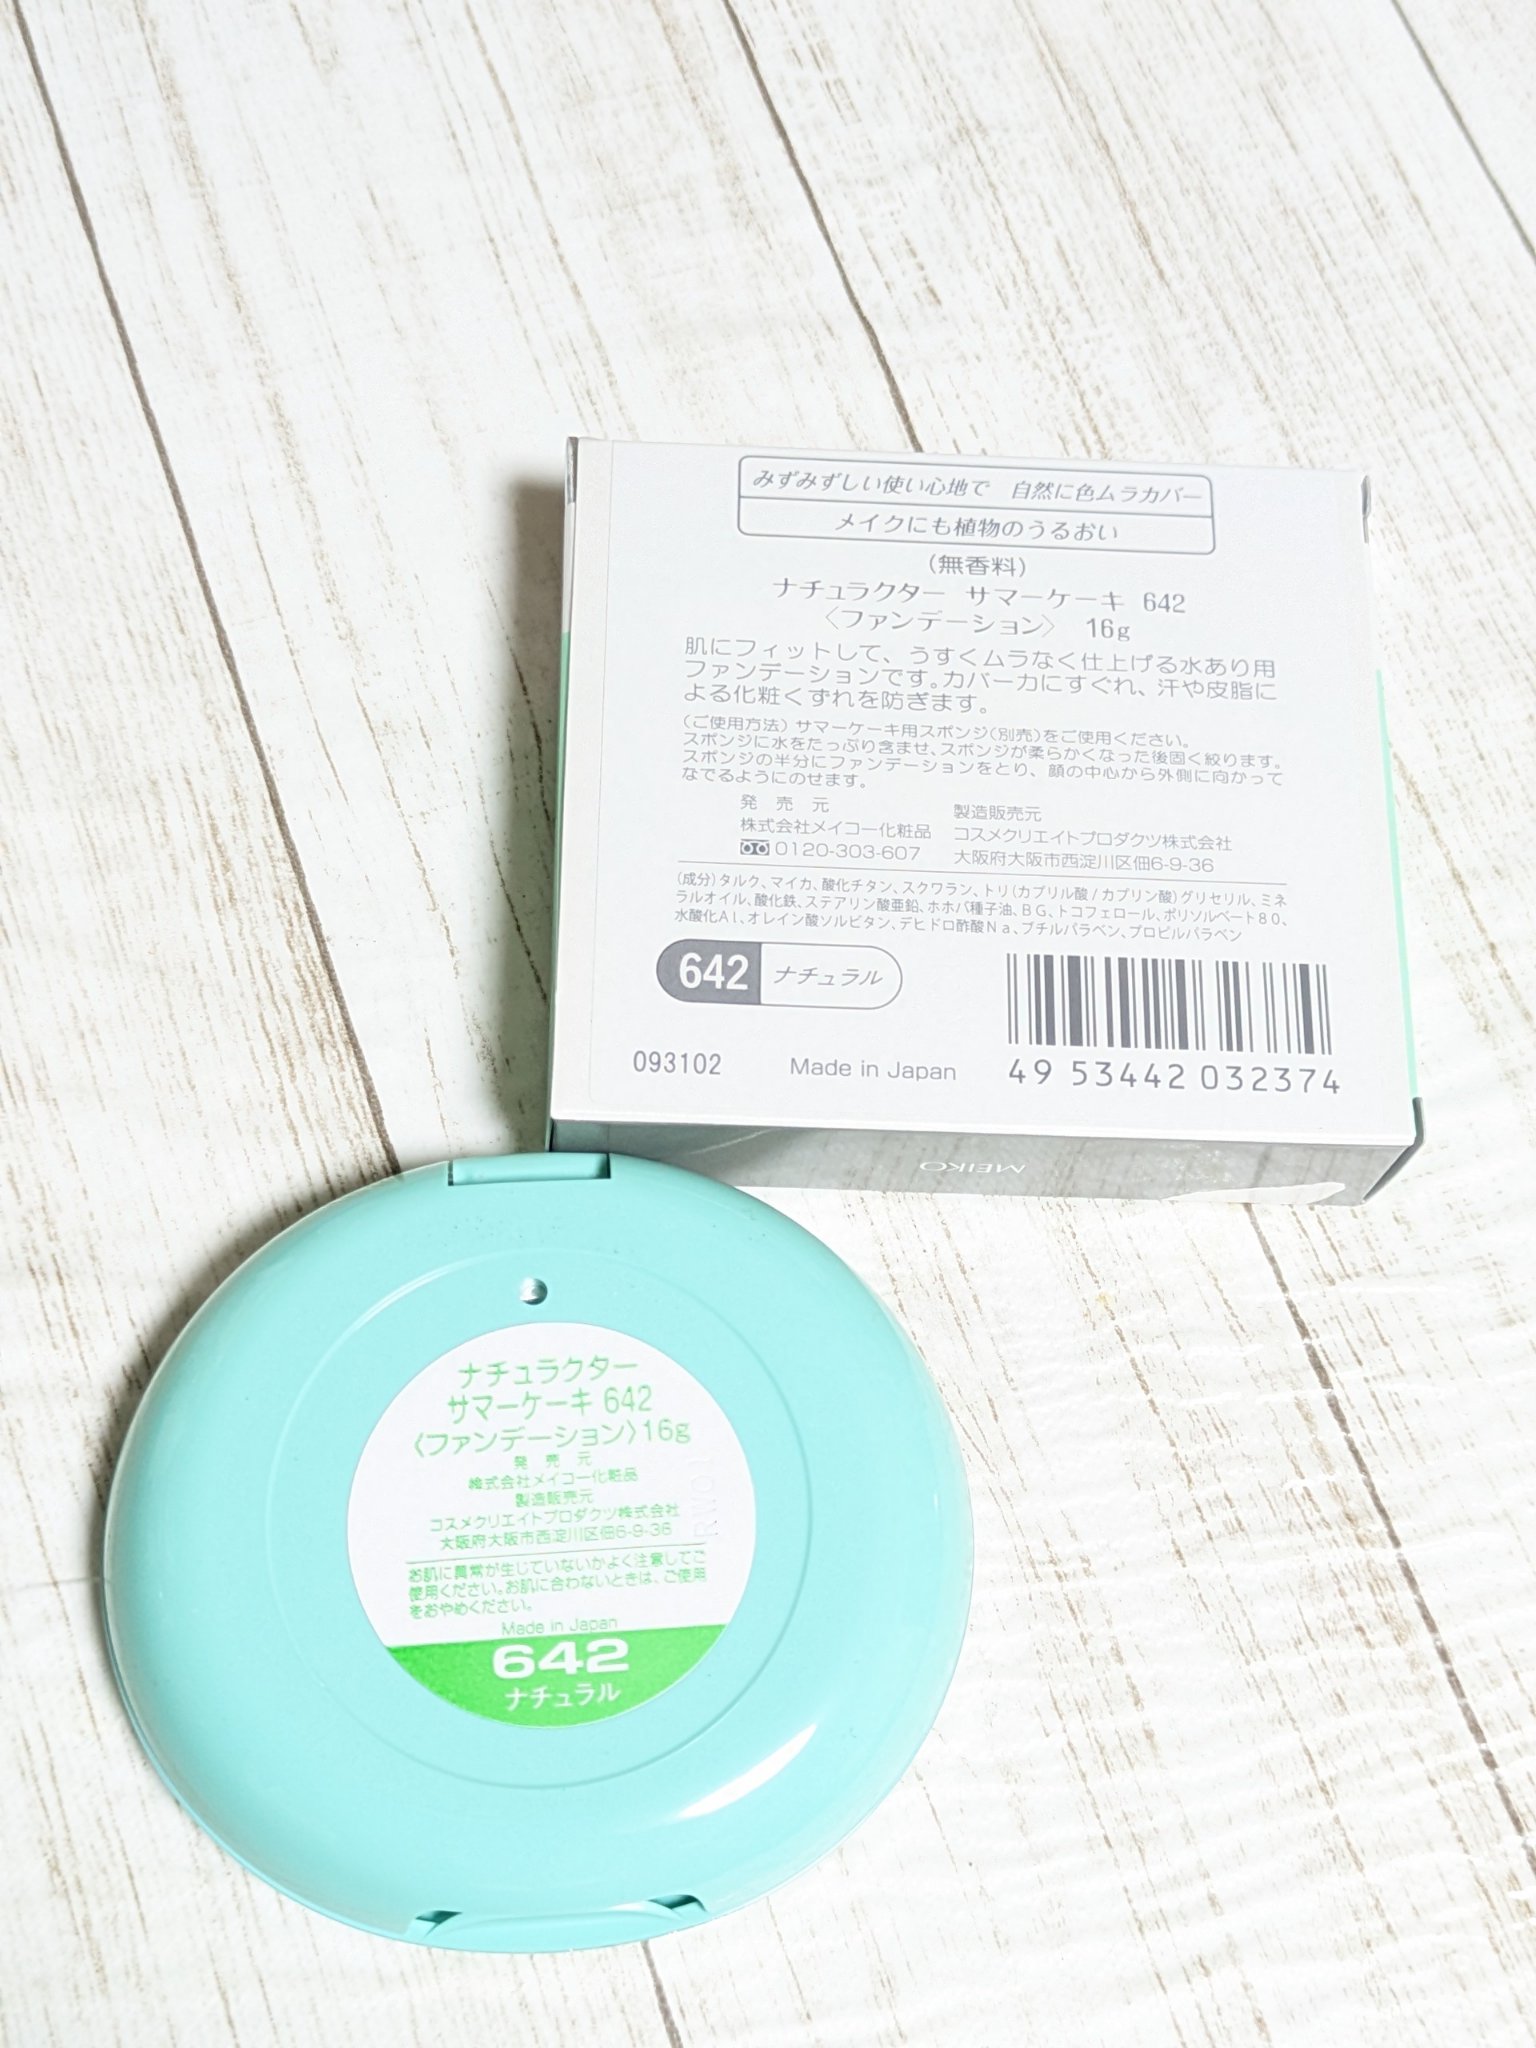 みずみずしい使い心地で　自然に色ムラカバー
メイクにも植物のうるおい
(無香料)
ナチュラクター サマーケーキ 642
〈ファンデーション〉 16g
肌にフィットして、うすくムラなく仕上げる水あり用
ファンデーションです。カバー力にすぐれ、汗や皮脂に
よる化粧くずれを防ぎます。
(ご使用方法) サマーケーキ用スポンジ(別売)をご使用ください。
スポンジに水をたっぷり含ませ、スポンジが柔らかくなった後固く絞ります。
スポンジの半分にファンデーションをとり、顔の中心から外側に向かって
なでるようにのせます。
発売元
株式会社メイコー化粧品
0120-303-607
製造販売元
コスメクリエイトプロダクツ株式会社
大阪府大阪市西淀川区佃6-9-36
(成分)タルク、マイカ、酸化チタン、スクワラン、トリ(カプリル酸/カプリン酸)グリセリル、ミネ
ラルオイル、酸化鉄、ステアリン酸亜鉛、ホホバ種子油、BG、トコフェロール、ポリソルベート80、
水酸化Al、オレイン酸ソルビタン、デヒドロ酢酸Na、ブチルパラベン、プロピルパラベン
642 ナチュラル
093102 Made in Japan
49 53442 032374
MEIKO
ナチュラクター
サマーケーキ 642
〈ファンデーション〉16g
発売元
株式会社メイコー化粧品
製造販売元
コスメクリエイトプロダクツ株式会社
大阪府大阪市西淀川区佃6-9-36
お肌に異常が生じていないかよく注意してご
使用ください。お肌に合わないときは、ご使用
をおやめください。
Made in Japan
642
ナチュラル